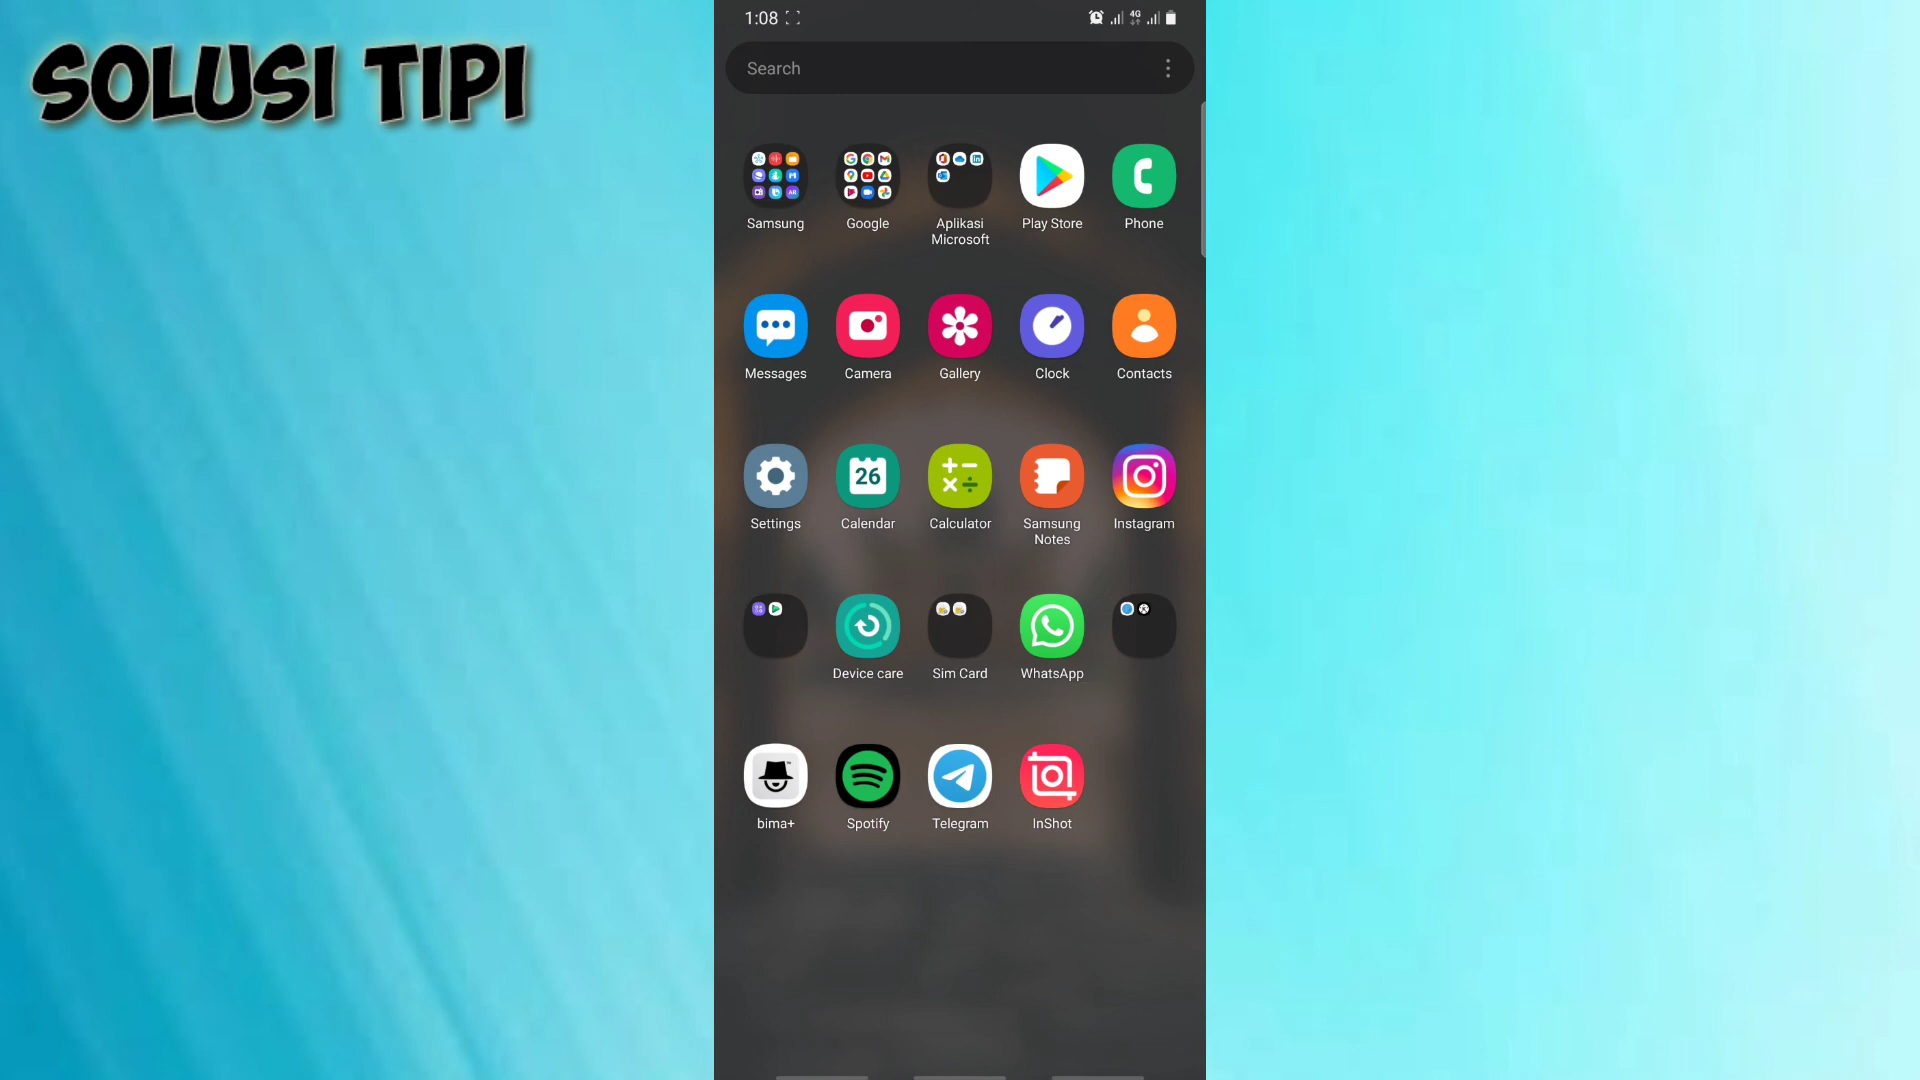 SOLUSI TIPI
1:08
4G
Search
Samsung
Google
Aplikasi
Microsoft
Play Store
Phone
Messages
Camera
Gallery
Clock
Contacts
26
Settings
Calendar
Calculator
Samsung
Notes
Instagram
Device care
Sim Card
WhatsApp
bima+
Spotify
Telegram
InShot